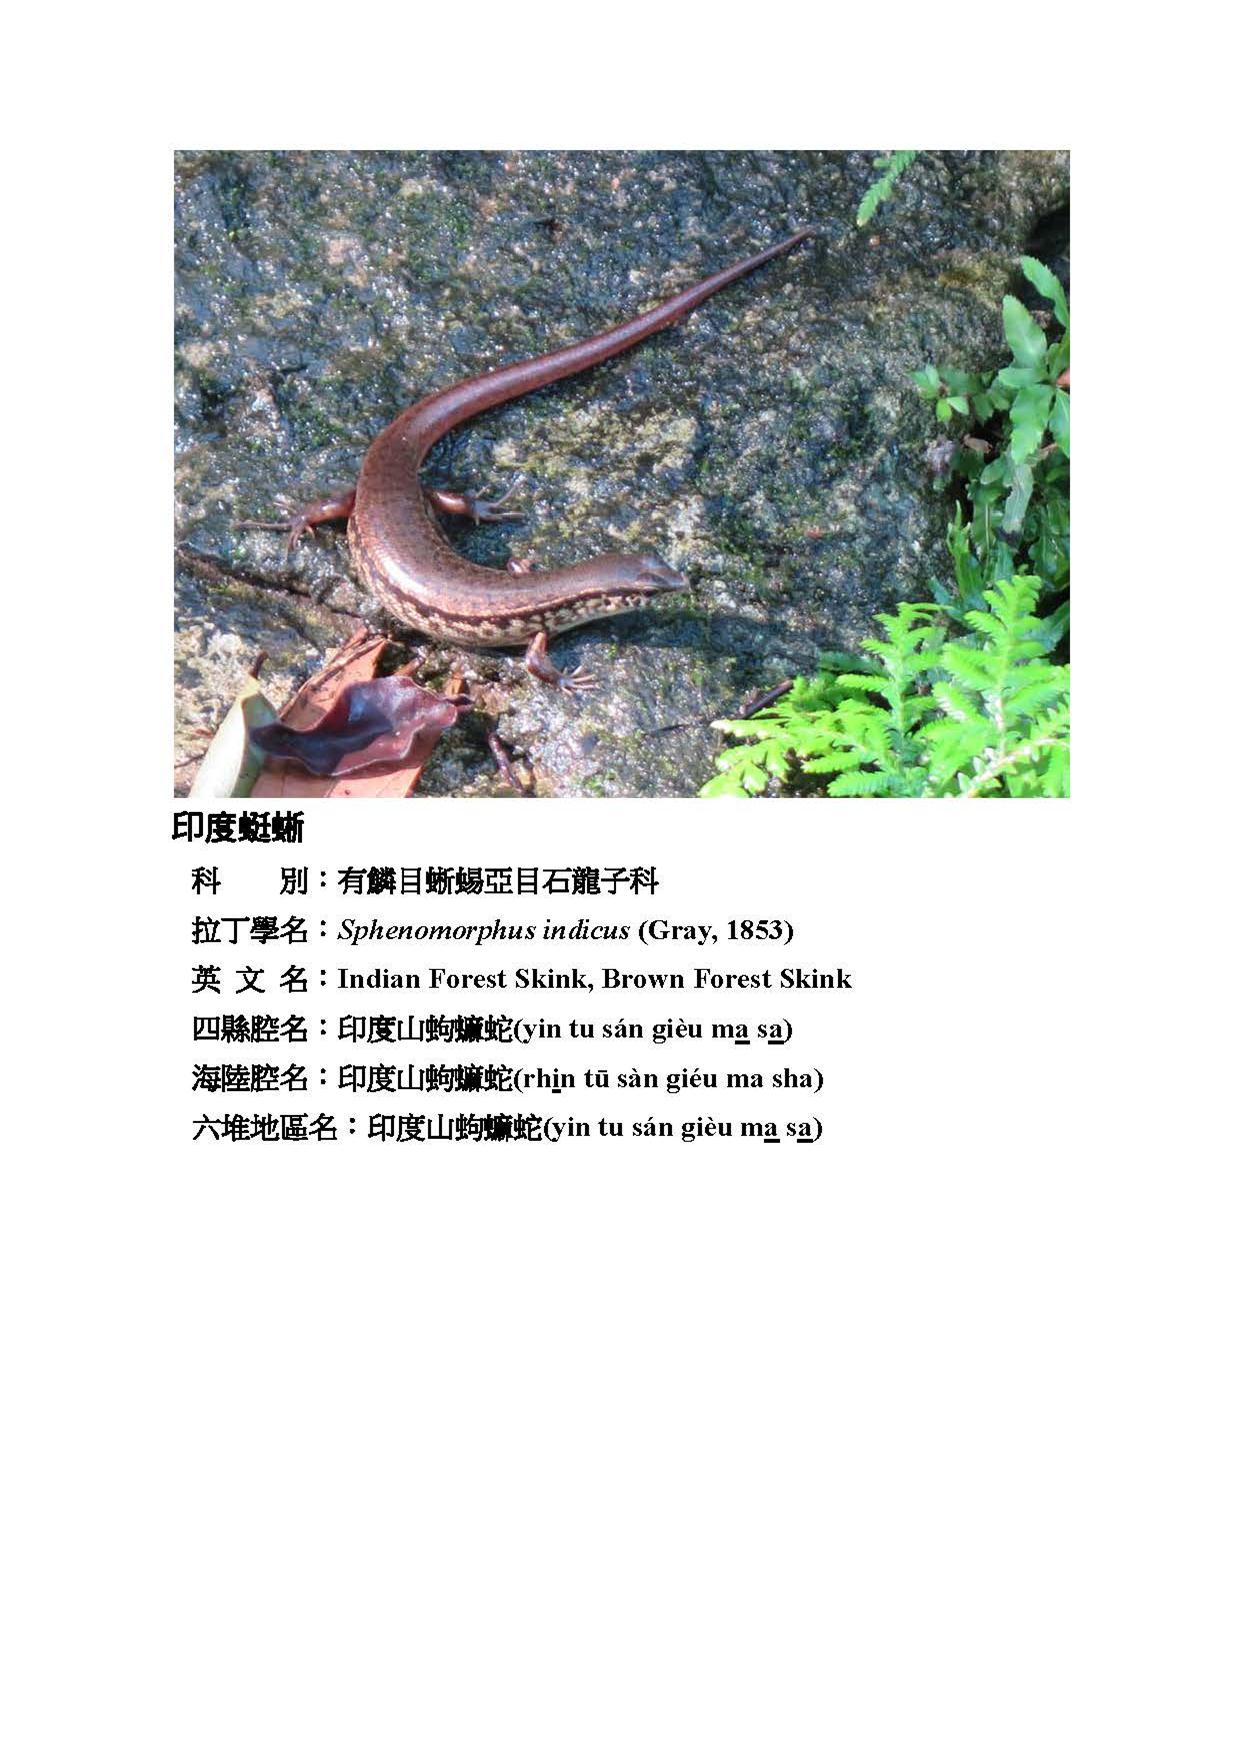 印度蜓蜥
科　　別：有鱗目蜥蜴亞目石龍子科
拉丁學名：Sphenomorphus indicus (Gray, 1853)
英 文 名：Indian Forest Skink, Brown Forest Skink
四縣腔名：印度山蚼蠊蛇(yin tu sán gièu ma sa)
海陸腔名：印度山蚼蠊蛇(rhin tū sàn giéu ma sha)
六堆地區名：印度山蚼蠊蛇(yin tu sán gièu ma sa)